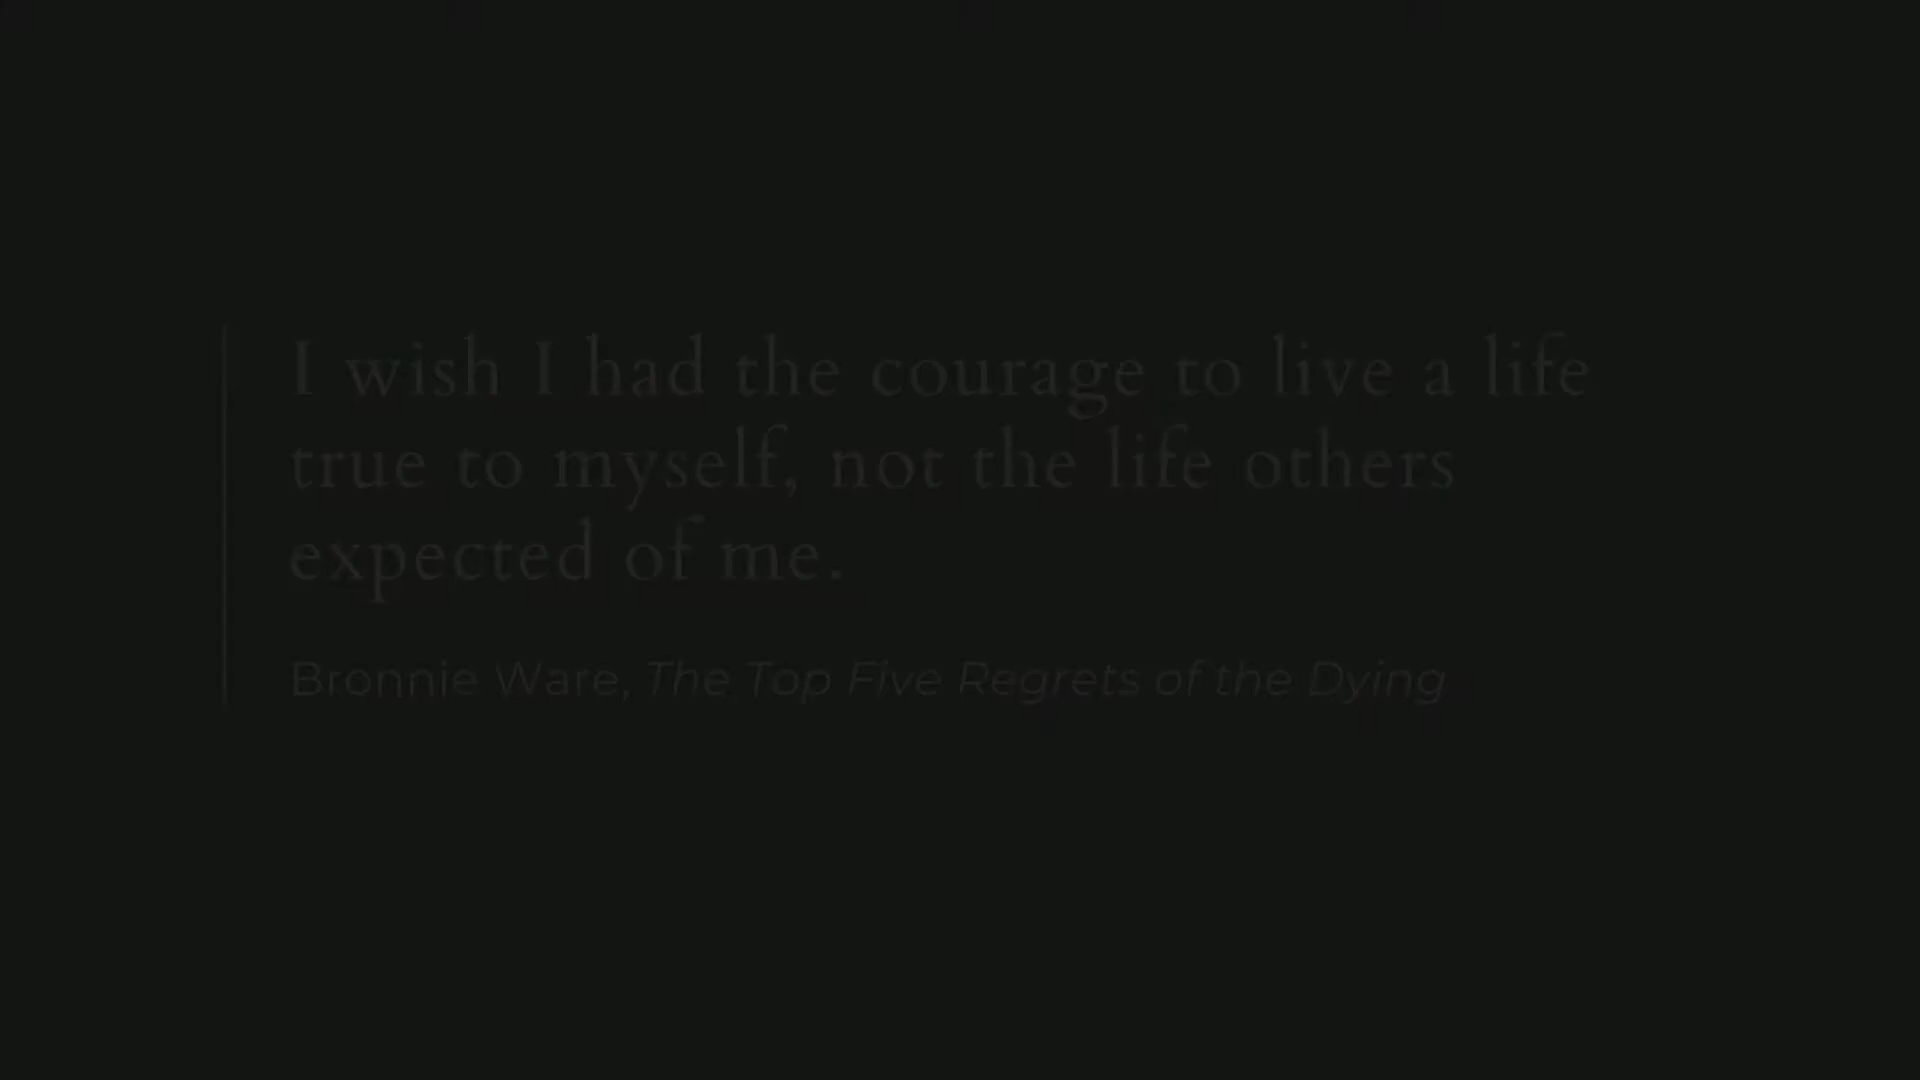 I wish I had the courage to live a life
true to myself, not the life others
expected of me.
Bronnie Ware, The Top Five Regrets of the Dying